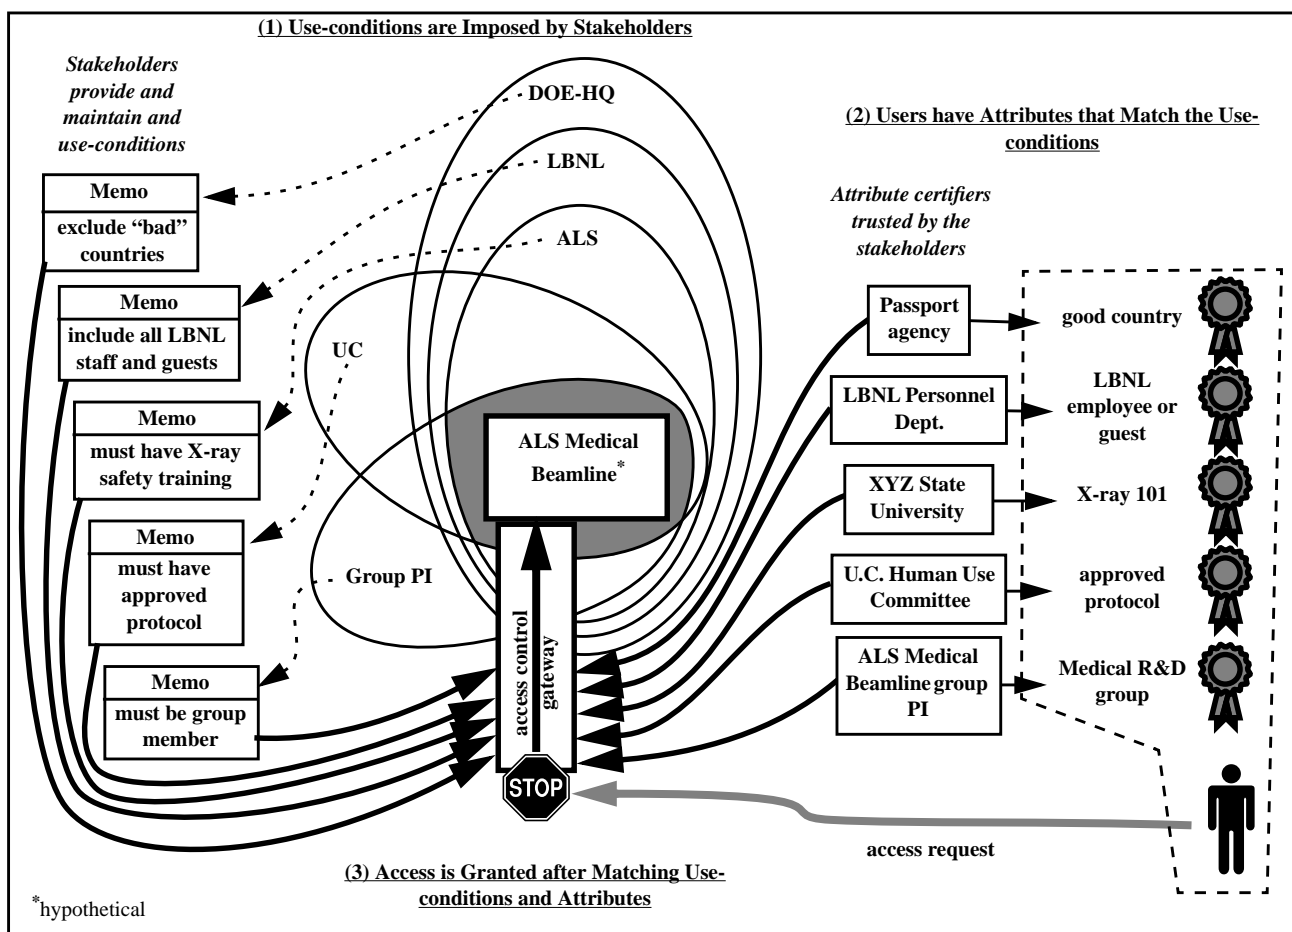 (1) Use-conditions are Imposed by Stakeholders
Stakeholders
provide and
maintain and
use-conditions
DOE-HQ
LBNL
ALS
UC
Group PI
Memo
exclude “bad”
countries
Memo
include all LBNL
staff and guests
Memo
must have X-ray
safety training
Memo
must have
approved
protocol
Memo
must be group
member
ALS Medical
Beamline*
access control
gateway
STOP
(2) Users have Attributes that Match the Use-
conditions
Attribute certifiers
trusted by the
stakeholders
Passport
agency
good country
LBNL Personnel
Dept.
LBNL
employee or
guest
XYZ State
University
X-ray 101
U.C. Human Use
Committee
approved
protocol
ALS Medical
Beamline group
PI
Medical R&D
group
access request
(3) Access is Granted after Matching Use-
conditions and Attributes
*hypothetical